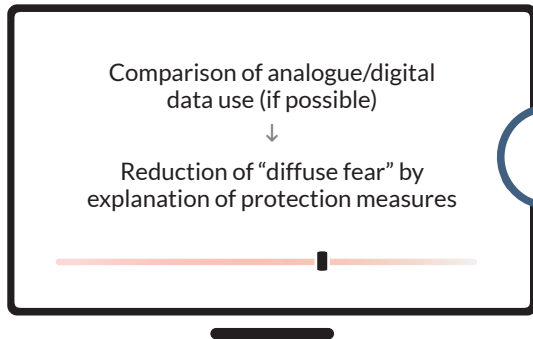 Comparison of analogue/digital
data use (if possible)
↓
Reduction of “diffuse fear” by
explanation of protection measures